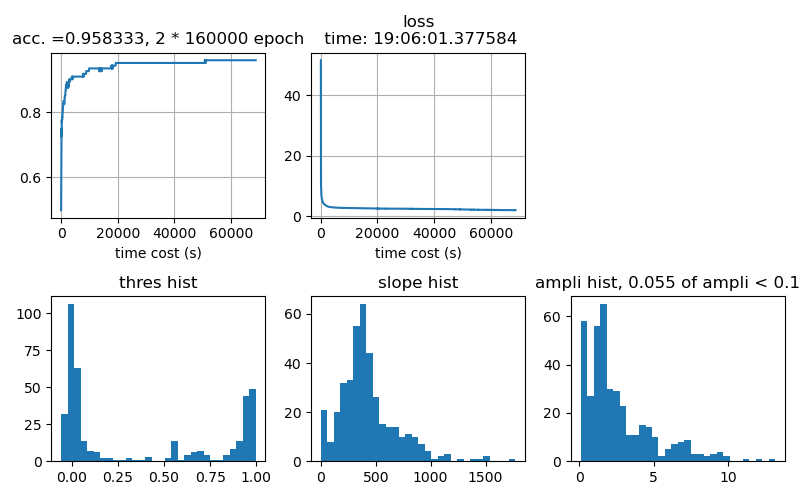 acc. =0.958333, 2 * 160000 epoch
0.8
0.6
0 20000 40000 60000
time cost (s)
loss
time: 19:06:01.377584
40
20
0
0 20000 40000 60000
time cost (s)
thres hist
100
75
50
25
0
0.00 0.25 0.50 0.75 1.00
slope hist
60
40
20
0
0 500 1000 1500
ampli hist, 0.055 of ampli < 0.1
60
40
20
0
0 5 10